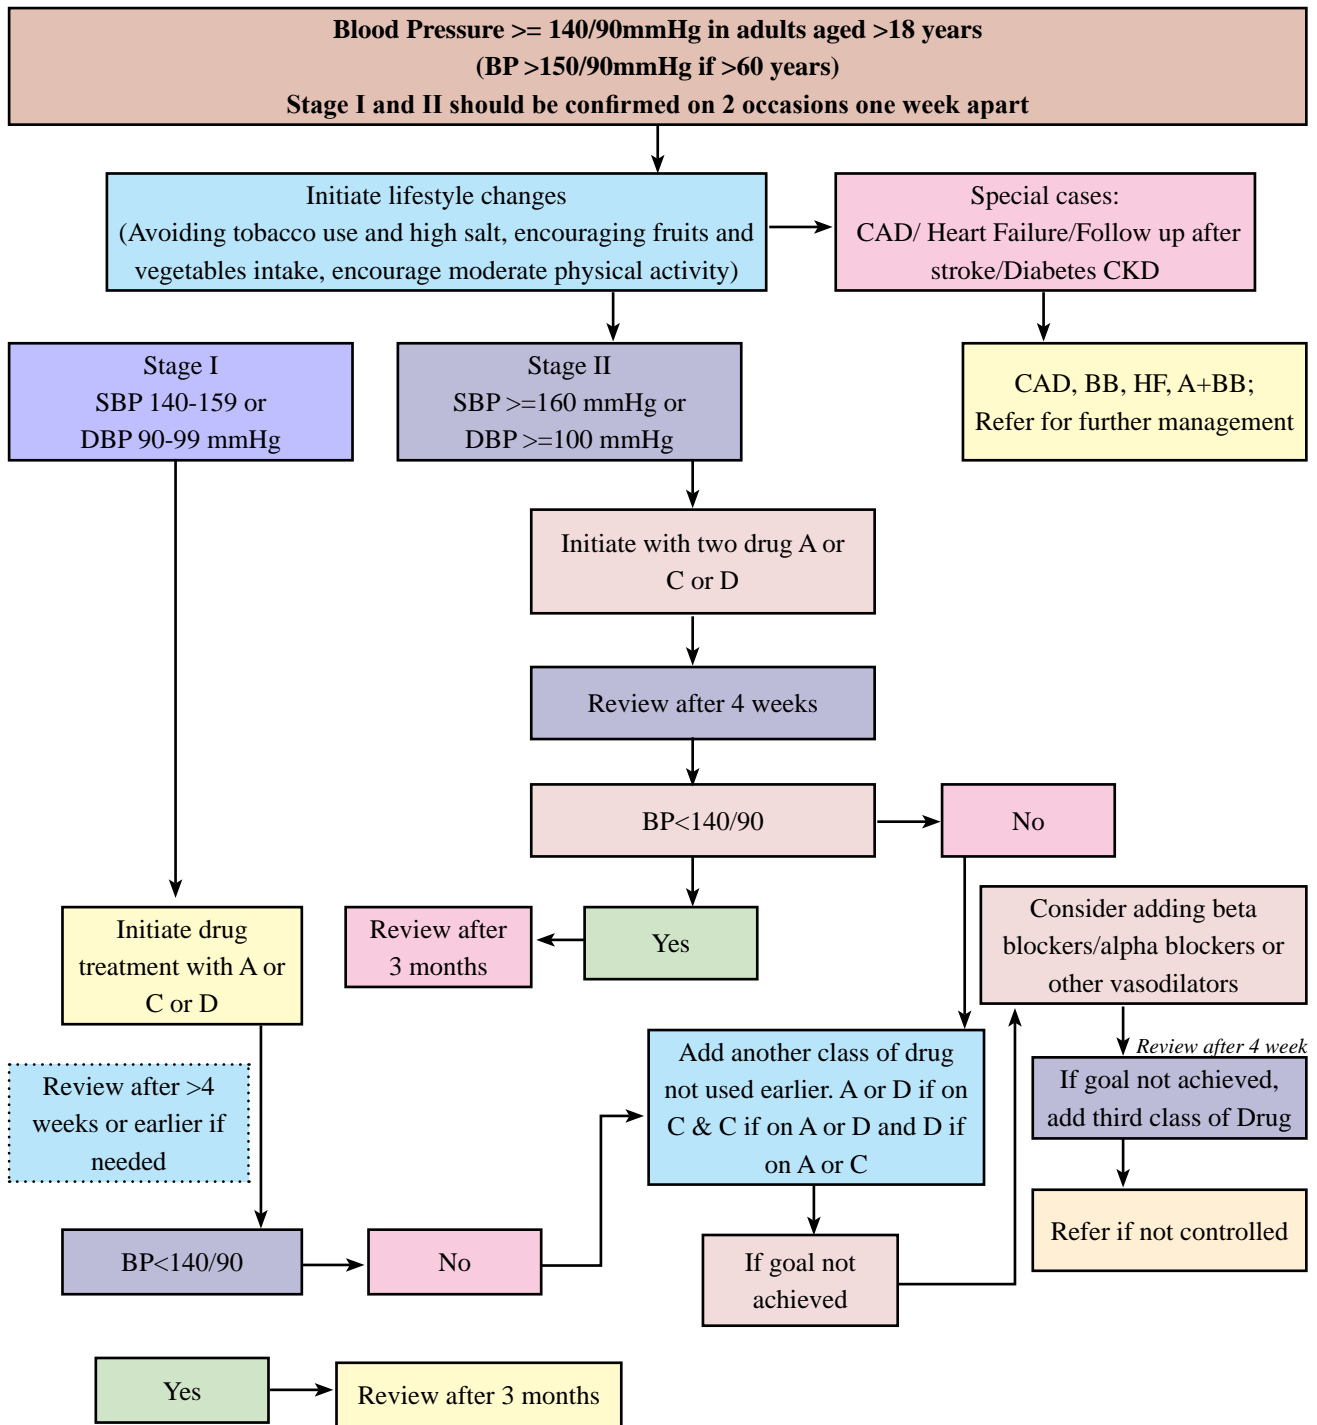 Blood Pressure >= 140/90mmHg in adults aged >18 years
(BP >150/90mmHg if >60 years)
Stage I and II should be confirmed on 2 occasions one week apart
Initiate lifestyle changes
(Avoiding tobacco use and high salt, encouraging fruits and
vegetables intake, encourage moderate physical activity)
Special cases:
CAD/ Heart Failure/Follow up after
stroke/Diabetes CKD
Stage I
SBP 140-159 or
DBP 90-99 mmHg
Stage II
SBP >=160 mmHg or
DBP >=100 mmHg
CAD, BB, HF, A+BB;
Refer for further management
Initiate with two drug A or
C or D
Review after 4 weeks
BP<140/90
No
Initiate drug
treatment with A or
C or D
Review after
3 months
Yes
Consider adding beta
blockers/alpha blockers or
other vasodilators
Review after 4 week
Review after >4
weeks or earlier if
needed
Add another class of drug
not used earlier. A or D if on
C & C if on A or D and D if
on A or C
If goal not achieved,
add third class of Drug
Refer if not controlled
BP<140/90
No
If goal not
achieved
Yes
Review after 3 months